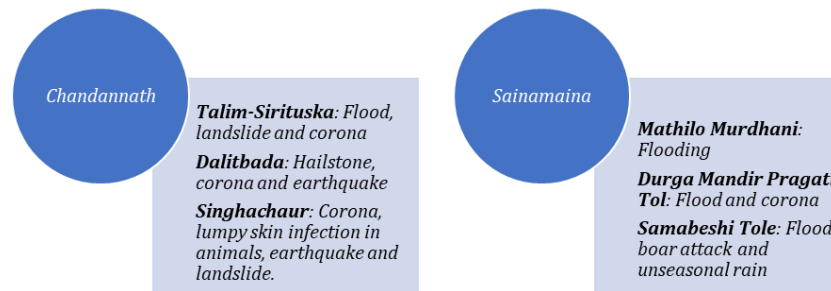 Chandannath
Talim-Sirituska: Flood,
landslide and corona
Dalitbada: Hailstone,
corona and earthquake
Singhachaur: Corona,
lumpy skin infection in
animals, earthquake and
landslide.
Sainamaina
Mathilo Murdhani:
Flooding
Durga Mandir Pragati
Tol: Flood and corona
Samabeshi Tole: Flood
boar attack and
unseasonal rain